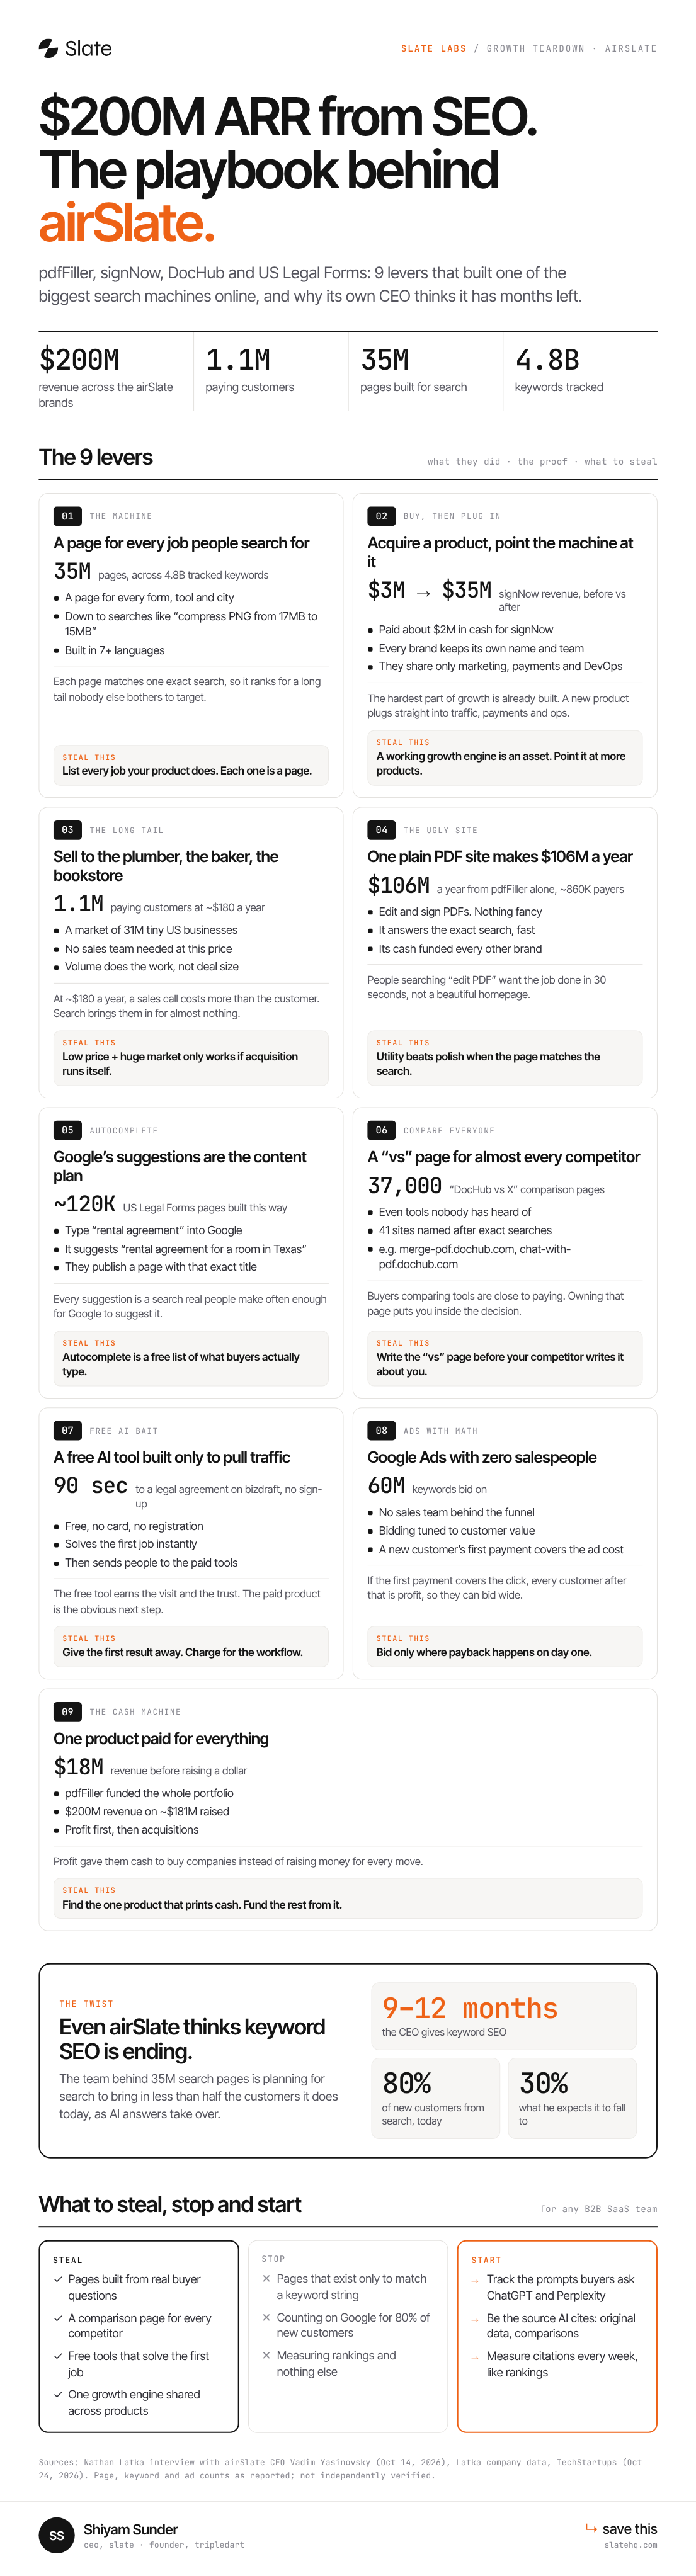 Slate
SLATE LABS / GROWTH TEARDOWN · AIRSLATE
$200M ARR from SEO.
The playbook behind
airSlate.
pdfFiller, signNow, DocHub and US Legal Forms: 9 levers that built one of the
biggest search machines online, and why its own CEO thinks it has months left.
$200M
revenue across the airSlate
brands
1.1M
paying customers
35M
pages built for search
4.8B
keywords tracked
The 9 levers
what they did · the proof · what to steal
01 THE MACHINE
A page for every job people search for
35M pages, across 4.8B tracked keywords
A page for every form, tool and city
Down to searches like “compress PNG from 17MB to
15MB”
Built in 7+ languages
Each page matches one exact search, so it ranks for a long
tail nobody else bothers to target.
STEAL THIS
List every job your product does. Each one is a page.
02 BUY, THEN PLUG IN
Acquire a product, point the machine at
it
$3M → $35M signNow revenue, before vs
after
Paid about $2M in cash for signNow
Every brand keeps its own name and team
They share only marketing, payments and DevOps
The hardest part of growth is already built. A new product
plugs straight into traffic, payments and ops.
STEAL THIS
A working growth engine is an asset. Point it at more
products.
03 THE LONG TAIL
Sell to the plumber, the baker, the
bookstore
1.1M paying customers at ~$180 a year
A market of 31M tiny US businesses
No sales team needed at this price
Volume does the work, not deal size
At ~$180 a year, a sales call costs more than the customer.
Search brings them in for almost nothing.
STEAL THIS
Low price + huge market only works if acquisition
runs itself.
04 THE UGLY SITE
One plain PDF site makes $106M a year
$106M a year from pdfFiller alone, ~860K payers
Edit and sign PDFs. Nothing fancy
It answers the exact search, fast
Its cash funded every other brand
People searching “edit PDF” want the job done in 30
seconds, not a beautiful homepage.
STEAL THIS
Utility beats polish when the page matches the
search.
05 AUTOCOMPLETE
Google’s suggestions are the content
plan
~120K US Legal Forms pages built this way
Type “rental agreement” into Google
It suggests “rental agreement for a room in Texas”
They publish a page with that exact title
Every suggestion is a search real people make often enough
for Google to suggest it.
STEAL THIS
Autocomplete is a free list of what buyers actually
type.
06 COMPARE EVERYONE
A “vs” page for almost every competitor
37,000 “DocHub vs X” comparison pages
Even tools nobody has heard of
41 sites named after exact searches
e.g. merge-pdf.dochub.com, chat-with-
pdf.dochub.com
Buyers comparing tools are close to paying. Owning that
page puts you inside the decision.
STEAL THIS
Write the “vs” page before your competitor writes it
about you.
07 FREE AI BAIT
A free AI tool built only to pull traffic
90 sec to a legal agreement on bizdraft, no sign-
up
Free, no card, no registration
Solves the first job instantly
Then sends people to the paid tools
The free tool earns the visit and the trust. The paid product
is the obvious next step.
STEAL THIS
Give the first result away. Charge for the workflow.
08 ADS WITH MATH
Google Ads with zero salespeople
60M keywords bid on
No sales team behind the funnel
Bidding tuned to customer value
A new customer’s first payment covers the ad cost
If the first payment covers the click, every customer after
that is profit, so they can bid wide.
STEAL THIS
Bid only where payback happens on day one.
09 THE CASH MACHINE
One product paid for everything
$18M revenue before raising a dollar
pdfFiller funded the whole portfolio
$200M revenue on ~$181M raised
Profit first, then acquisitions
Profit gave them cash to buy companies instead of raising money for every move.
STEAL THIS
Find the one product that prints cash. Fund the rest from it.
THE TWIST
Even airSlate thinks keyword
SEO is ending.
The team behind 35M search pages is planning for
search to bring in less than half the customers it does
today, as AI answers take over.
9–12 months
the CEO gives keyword SEO
80%
of new customers from
search, today
30%
what he expects it to fall
to
What to steal, stop and start
for any B2B SaaS team
STEAL
✓ Pages built from real buyer
questions
✓ A comparison page for every
competitor
✓ Free tools that solve the first
job
✓ One growth engine shared
across products
STOP
✕ Pages that exist only to match
a keyword string
✕ Counting on Google for 80% of
new customers
✕ Measuring rankings and
nothing else
START
→ Track the prompts buyers ask
ChatGPT and Perplexity
→ Be the source AI cites: original
data, comparisons
→ Measure citations every week,
like rankings
Sources: Nathan Latka interview with airSlate CEO Vadim Yasinovsky (Oct 14, 2026), Latka company data, TechStartups (Oct
24, 2026). Page, keyword and ad counts as reported; not independently verified.
SS
Shiyam Sunder
ceo, slate · founder, tripledart
↳ save this
slatehq.com